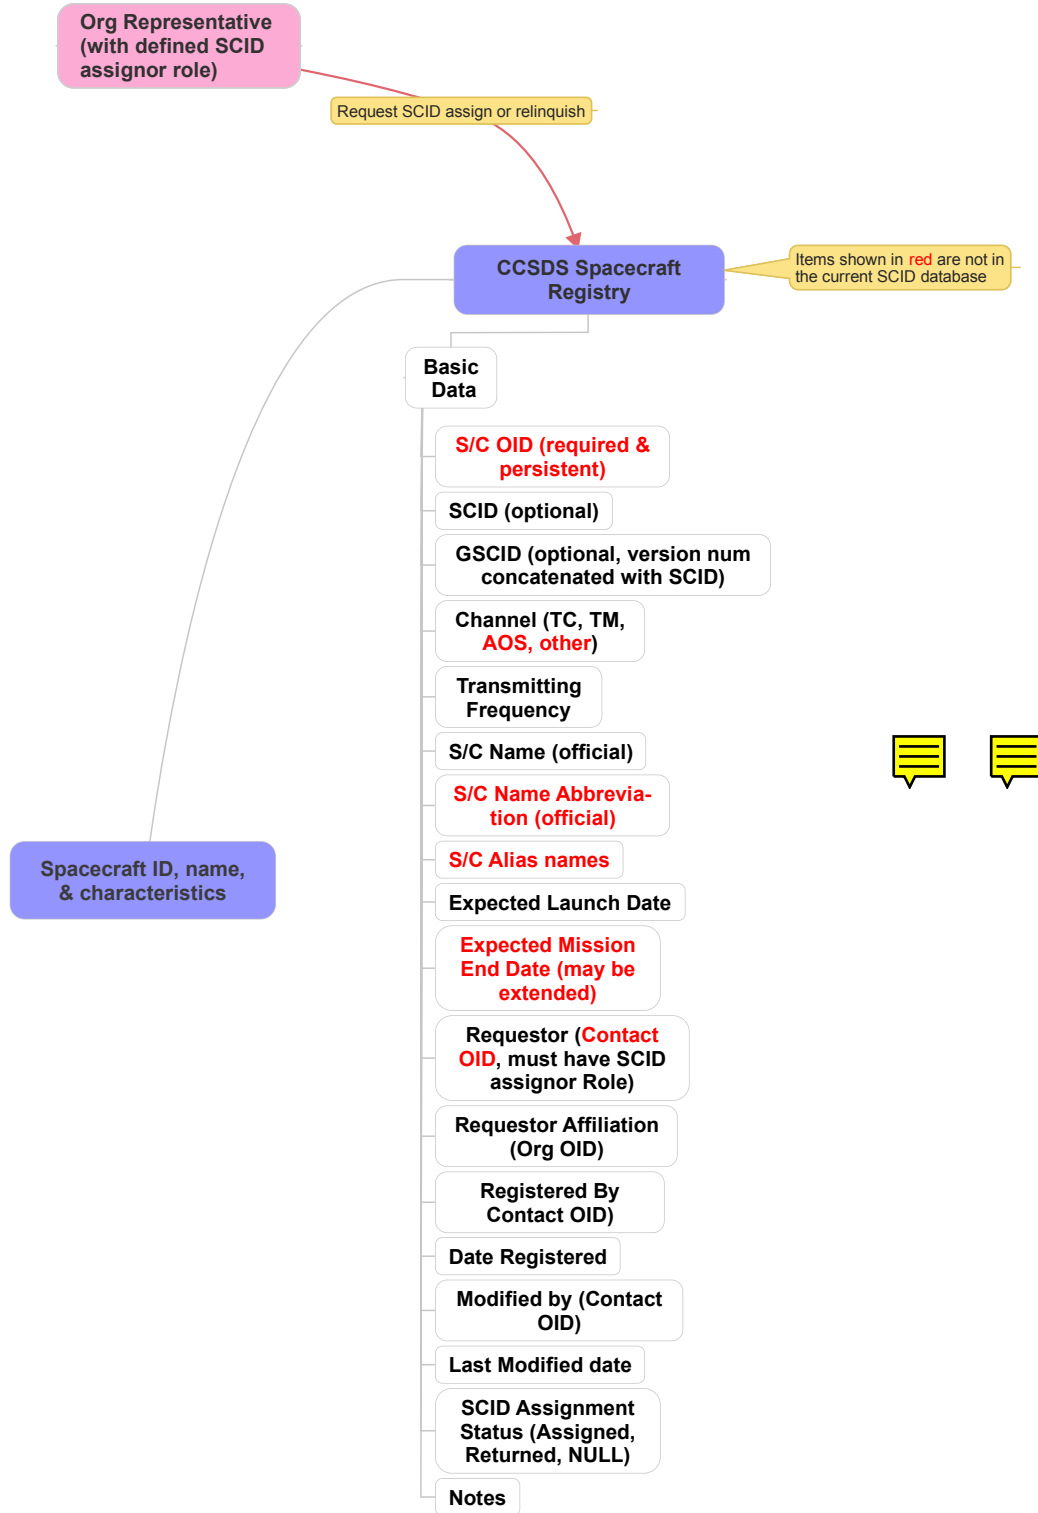 Org Representative
(with defined SCID
assignor role)
Request SCID assign or relinquish
CCSDS Spacecraft
Registry
Items shown in red are not in
the current SCID database
Basic
Data
S/C OID (required &
persistent)
SCID (optional)
GSCID (optional, version num
concatenated with SCID)
Channel (TC, TM,
AOS, other)
Transmitting
Frequency
S/C Name (official)
S/C Name Abbrevia-
tion (official)
S/C Alias names
Spacecraft ID, name,
& characteristics
Expected Launch Date
Expected Mission
End Date (may be
extended)
Requestor (Contact
OID, must have SCID
assignor Role)
Requestor Affiliation
(Org OID)
Registered By
Contact OID)
Date Registered
Modified by (Contact
OID)
Last Modified date
SCID Assignment
Status (Assigned,
Returned, NULL)
Notes